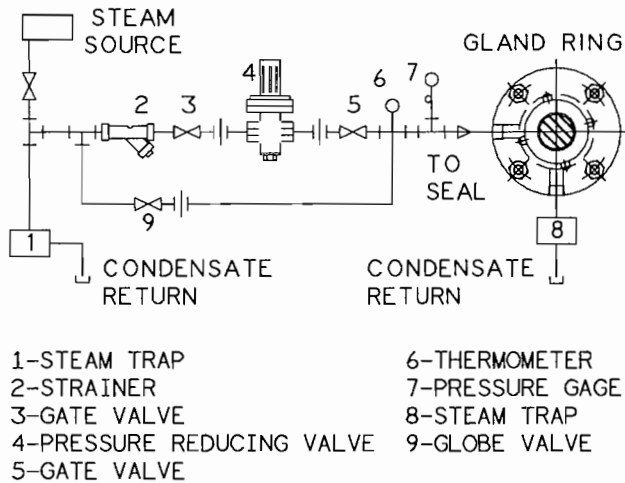 STEAM
SOURCE
GLAND RING
2
3
4
5
6
7
TO
SEAL
9
1
8
CONDENSATE
RETURN
CONDENSATE
RETURN
1-STEAM TRAP
2-STRAINER
3-GATE VALVE
4-PRESSURE REDUCING VALVE
5-GATE VALVE
6-THERMOMETER
7-PRESSURE GAGE
8-STEAM TRAP
9-GLOBE VALVE